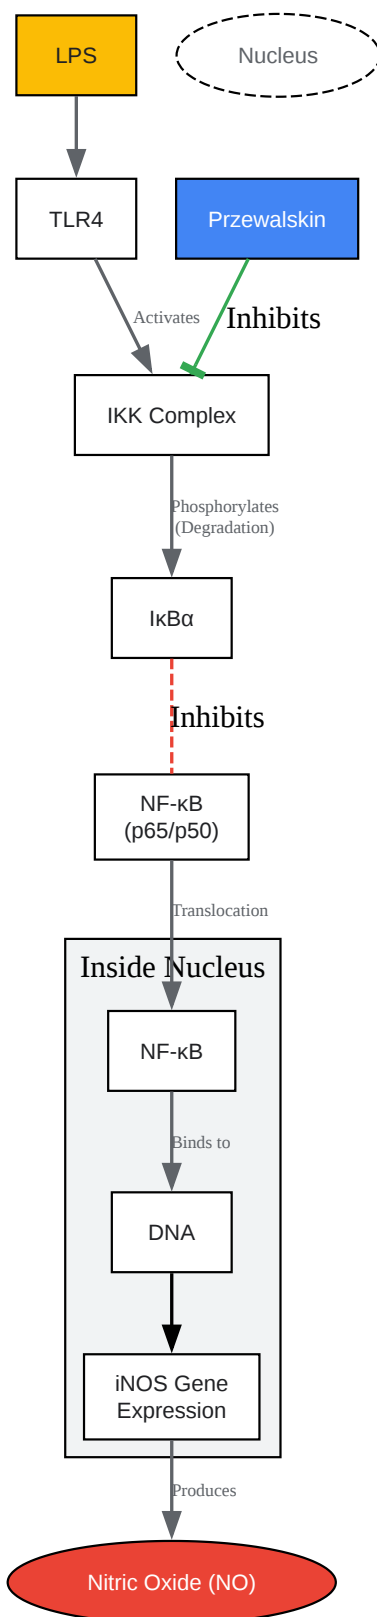 LPS
Nucleus
TLR4
Przewalskin
Activates
Inhibits
IKK Complex
Phosphorylates
(Degradation)
IκBα
Inhibits
NF-κB
(p65/p50)
Translocation
Inside Nucleus
NF-κB
Binds to
DNA
iNOS Gene
Expression
Produces
Nitric Oxide (NO)